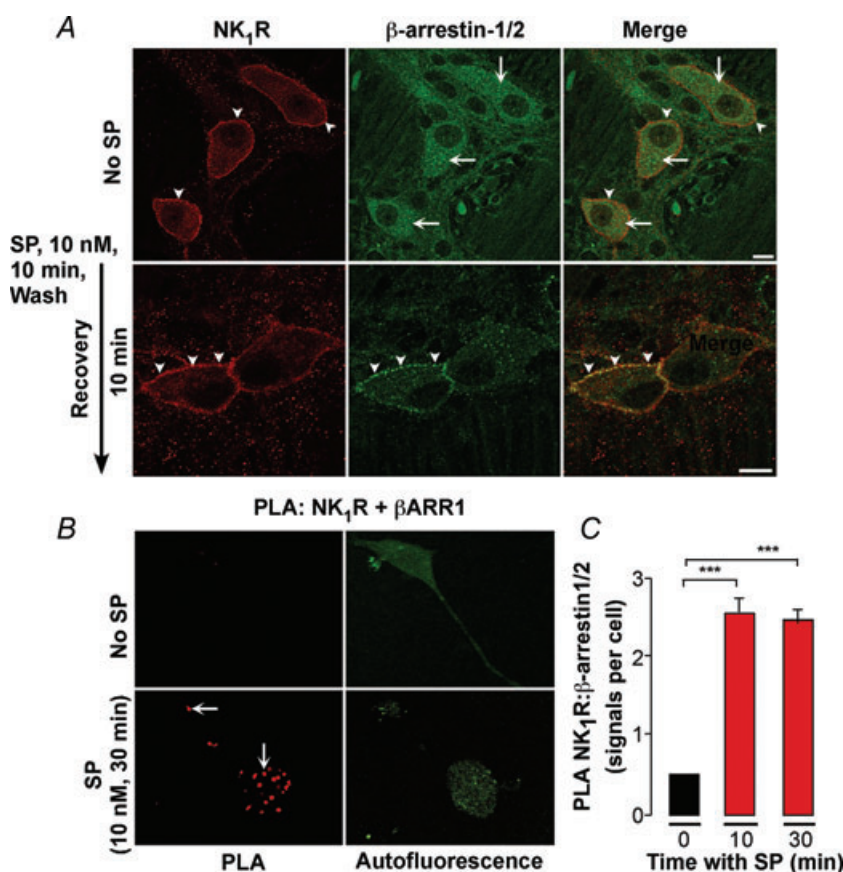 A
NK₁R
β-arrestin-1/2
Merge
No SP
SP, 10 nM,
10 min,
Wash
Recovery
10 min
Merge
B
PLA: NK₁R + βARR1
No SP
SP
(10 nM, 30 min)
PLA
Autofluorescence
C
***
***
PLA NK₁R:β-arrestin1/2
(signals per cell)
3
2
1
0
0 10 30
Time with SP (min)